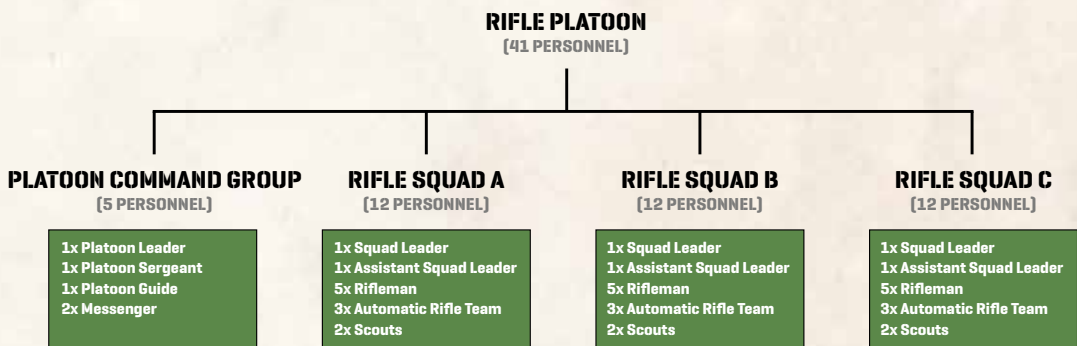 RIFLE PLATOON
(41 PERSONNEL)
PLATOON COMMAND GROUP
(5 PERSONNEL)
1x Platoon Leader
1x Platoon Sergeant
1x Platoon Guide
2x Messenger
RIFLE SQUAD A
(12 PERSONNEL)
1x Squad Leader
1x Assistant Squad Leader
5x Rifleman
3x Automatic Rifle Team
2x Scouts
RIFLE SQUAD B
(12 PERSONNEL)
1x Squad Leader
1x Assistant Squad Leader
5x Rifleman
3x Automatic Rifle Team
2x Scouts
RIFLE SQUAD C
(12 PERSONNEL)
1x Squad Leader
1x Assistant Squad Leader
5x Rifleman
3x Automatic Rifle Team
2x Scouts